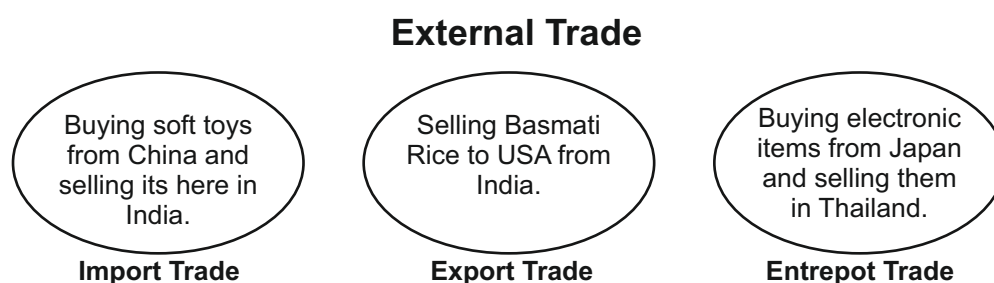 External Trade
Buying soft toys
from China and
selling its here in
India.
Import Trade
Selling Basmati
Rice to USA from
India.
Export Trade
Buying electronic
items from Japan
and selling them
in Thailand.
Entrepot Trade